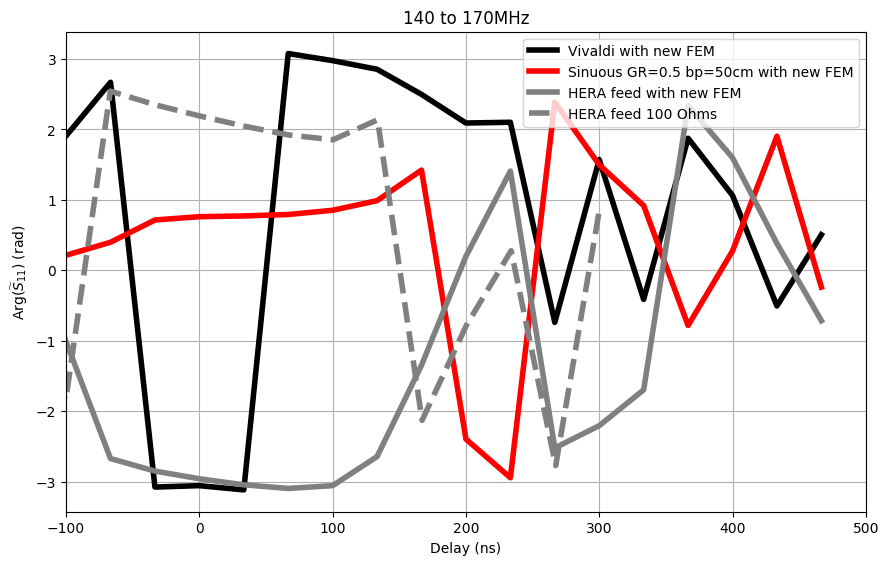 140 to 170MHz
Vivaldi with new FEM
Sinuous GR=0.5 bp=50cm with new FEM
HERA feed with new FEM
HERA feed 100 Ohms
Arg(S̃₁₁) (rad)
3
2
1
0
−1
−2
−3
−100
0
100
200
300
400
500
Delay (ns)